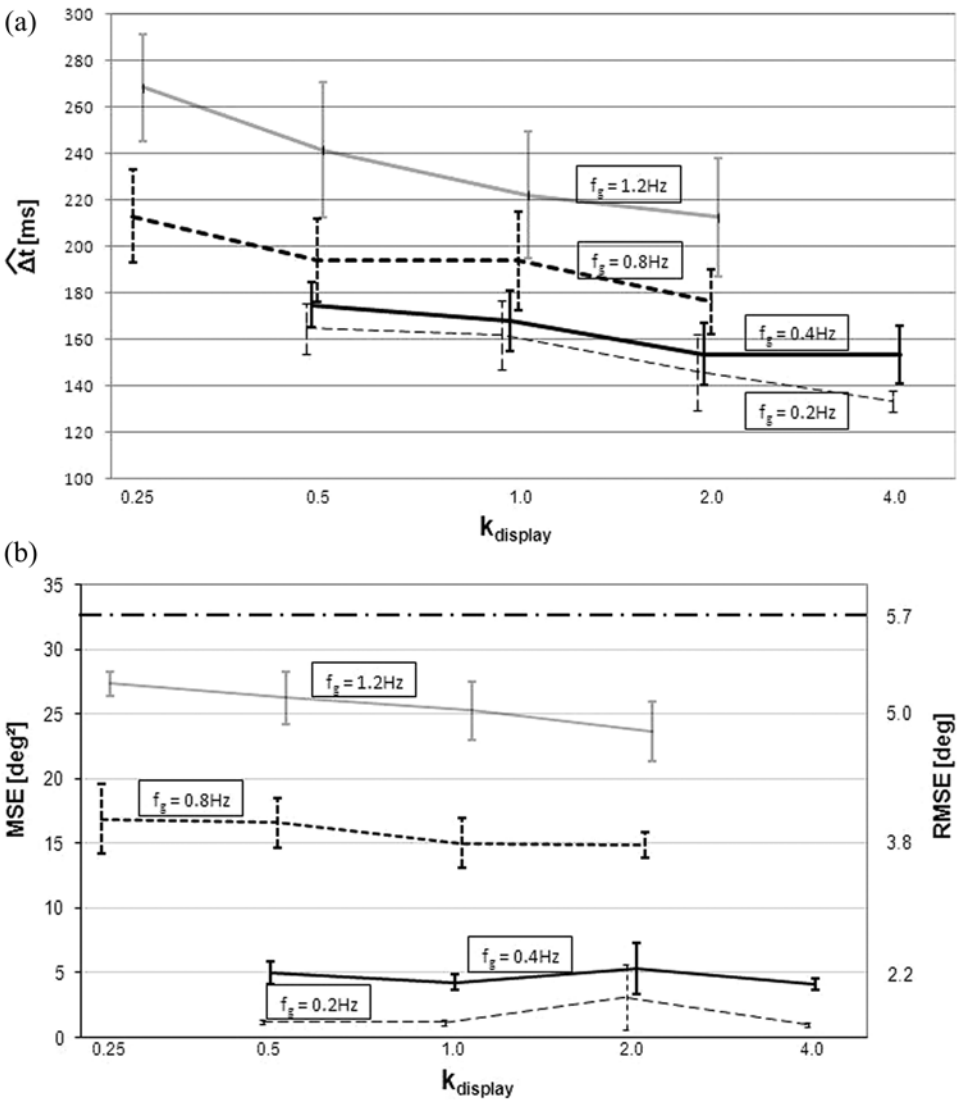 (a)
300
280
260
240
220
200
180
160
140
120
100
Δt [ms]
f_g = 1.2Hz
f_g = 0.8Hz
f_g = 0.4Hz
f_g = 0.2Hz
0.25 0.5 1.0 2.0 4.0
k_display
(b)
35
30
25
20
15
10
5
0
MSE [deg²]
5.7
5.0
3.8
2.2
RMSE [deg]
f_g = 1.2Hz
f_g = 0.8Hz
f_g = 0.4Hz
f_g = 0.2Hz
0.25 0.5 1.0 2.0 4.0
k_display